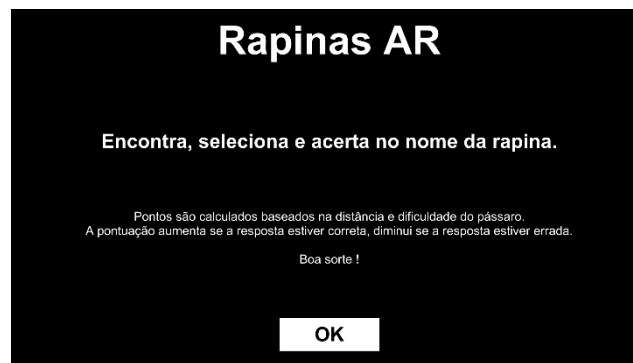 Rapinas AR
Encontra, seleciona e acerta no nome da rapina.
Pontos são calculados baseados na distância e dificuldade do pássaro.
A pontuação aumenta se a resposta estiver correta, diminui se a resposta estiver errada.
Boa sorte !
OK